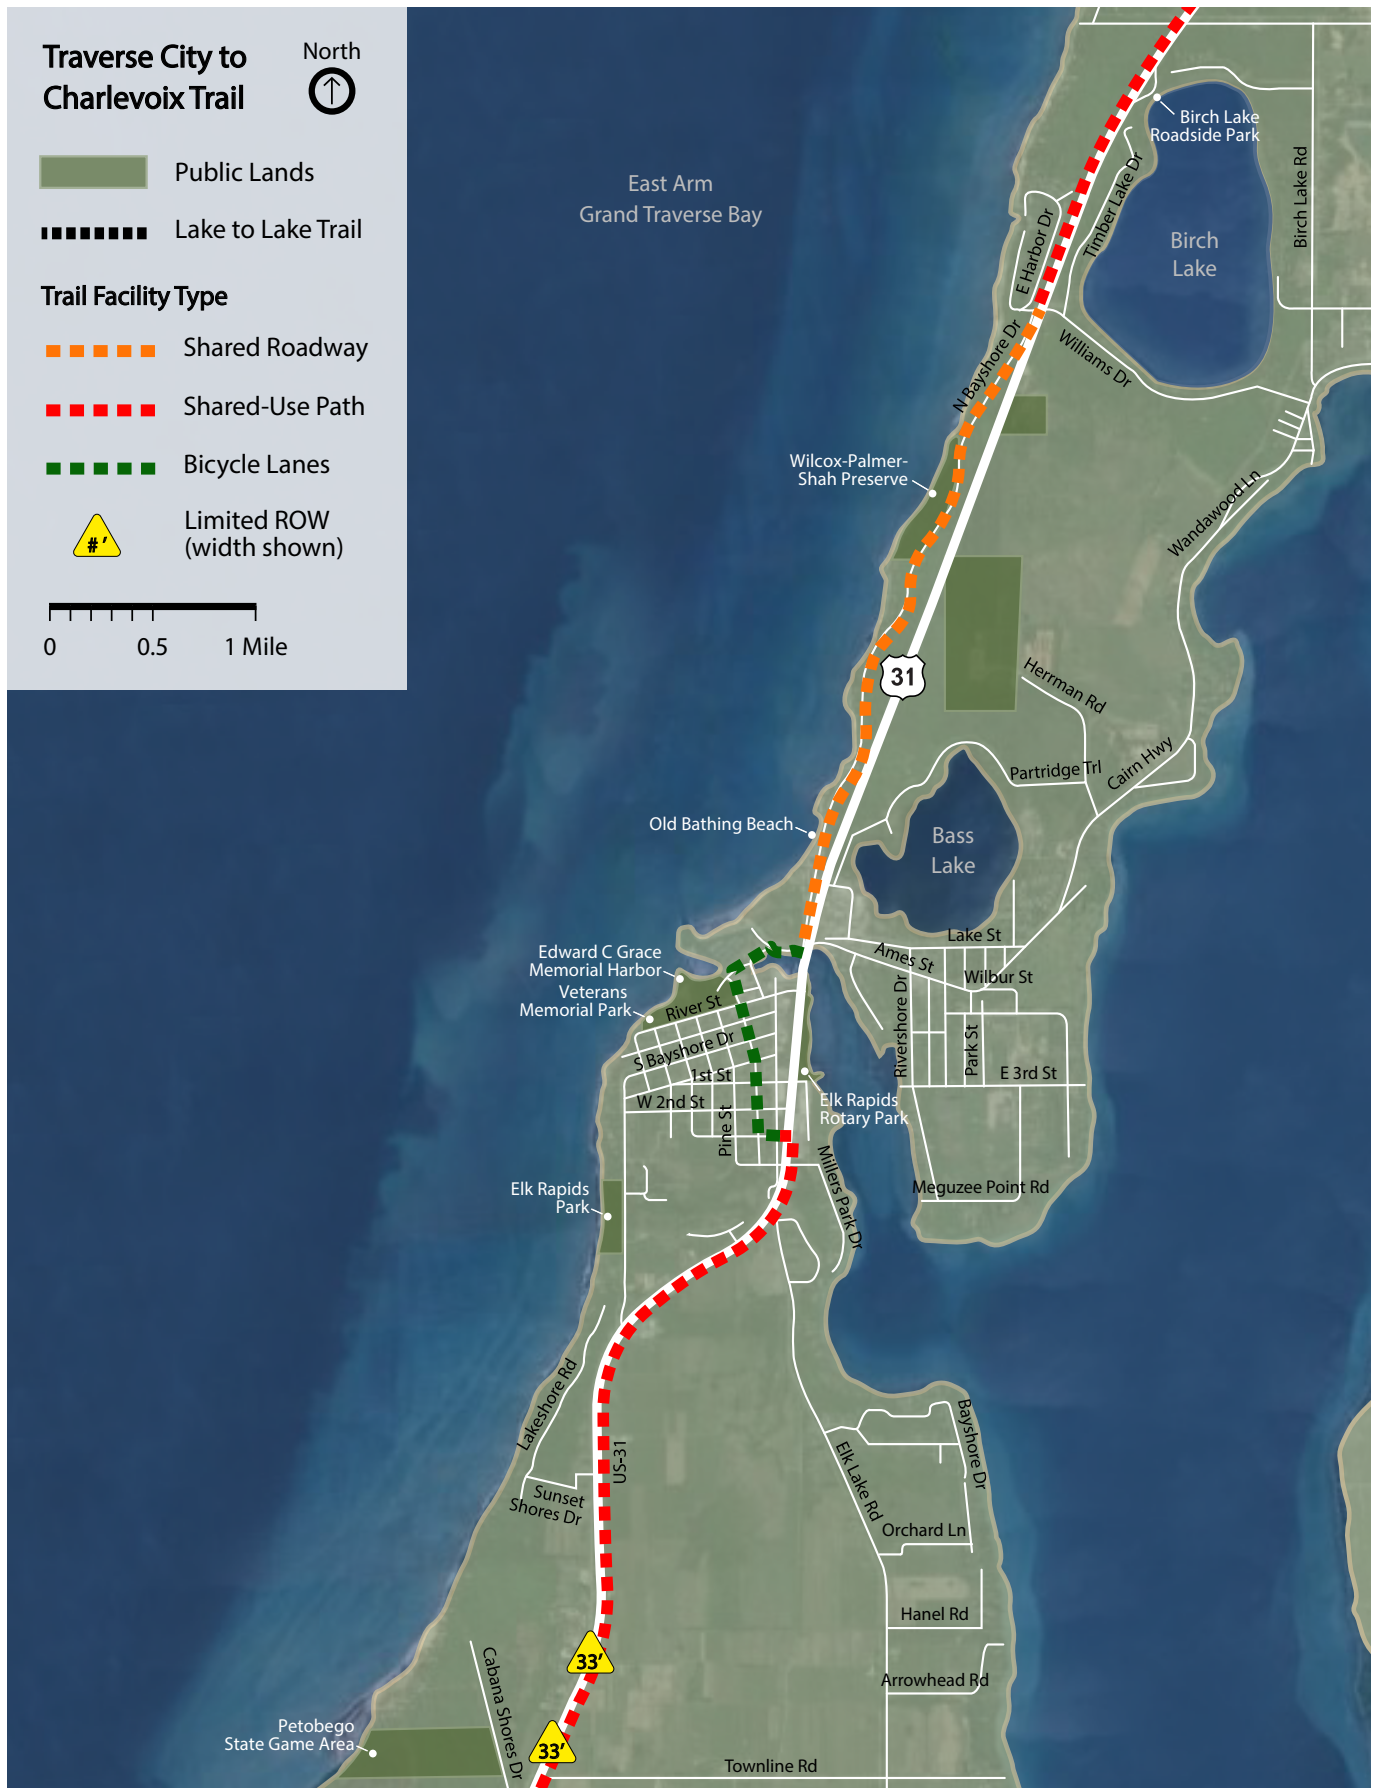 Traverse City to
Charlevoix Trail
North
Public Lands
Lake to Lake Trail
Trail Facility Type
Shared Roadway
Shared-Use Path
Bicycle Lanes
#'
Limited ROW
(width shown)
0
0.5
1 Mile
East Arm
Grand Traverse Bay
Birch Lake
Roadside Park
Birch Lake Rd
Timber Lake Dr
E Harbor Dr
Birch
Lake
N Bayshore Dr
Williams Dr
Wilcox-Palmer-
Shah Preserve
Wandawood Ln
31
Herrman Rd
Partridge Trl
Cairn Hwy
Old Bathing Beach
Bass
Lake
Lake St
Ames St
Wilbur St
Edward C Grace
Memorial Harbor
Veterans
Memorial Park
River St
S Bayshore Dr
Rivershore Dr
Park St
1st St
E 3rd St
W 2nd St
Pine St
Elk Rapids
Rotary Park
Millers Park Dr
Meguzee Point Rd
Elk Rapids
Park
Lakeshore Rd
US-31
Bayshore Dr
Elk Lake Rd
Sunset
Shores Dr
Orchard Ln
Hanel Rd
33'
Cabana Shores Dr
Arrowhead Rd
Petobego
State Game Area
33'
Townline Rd